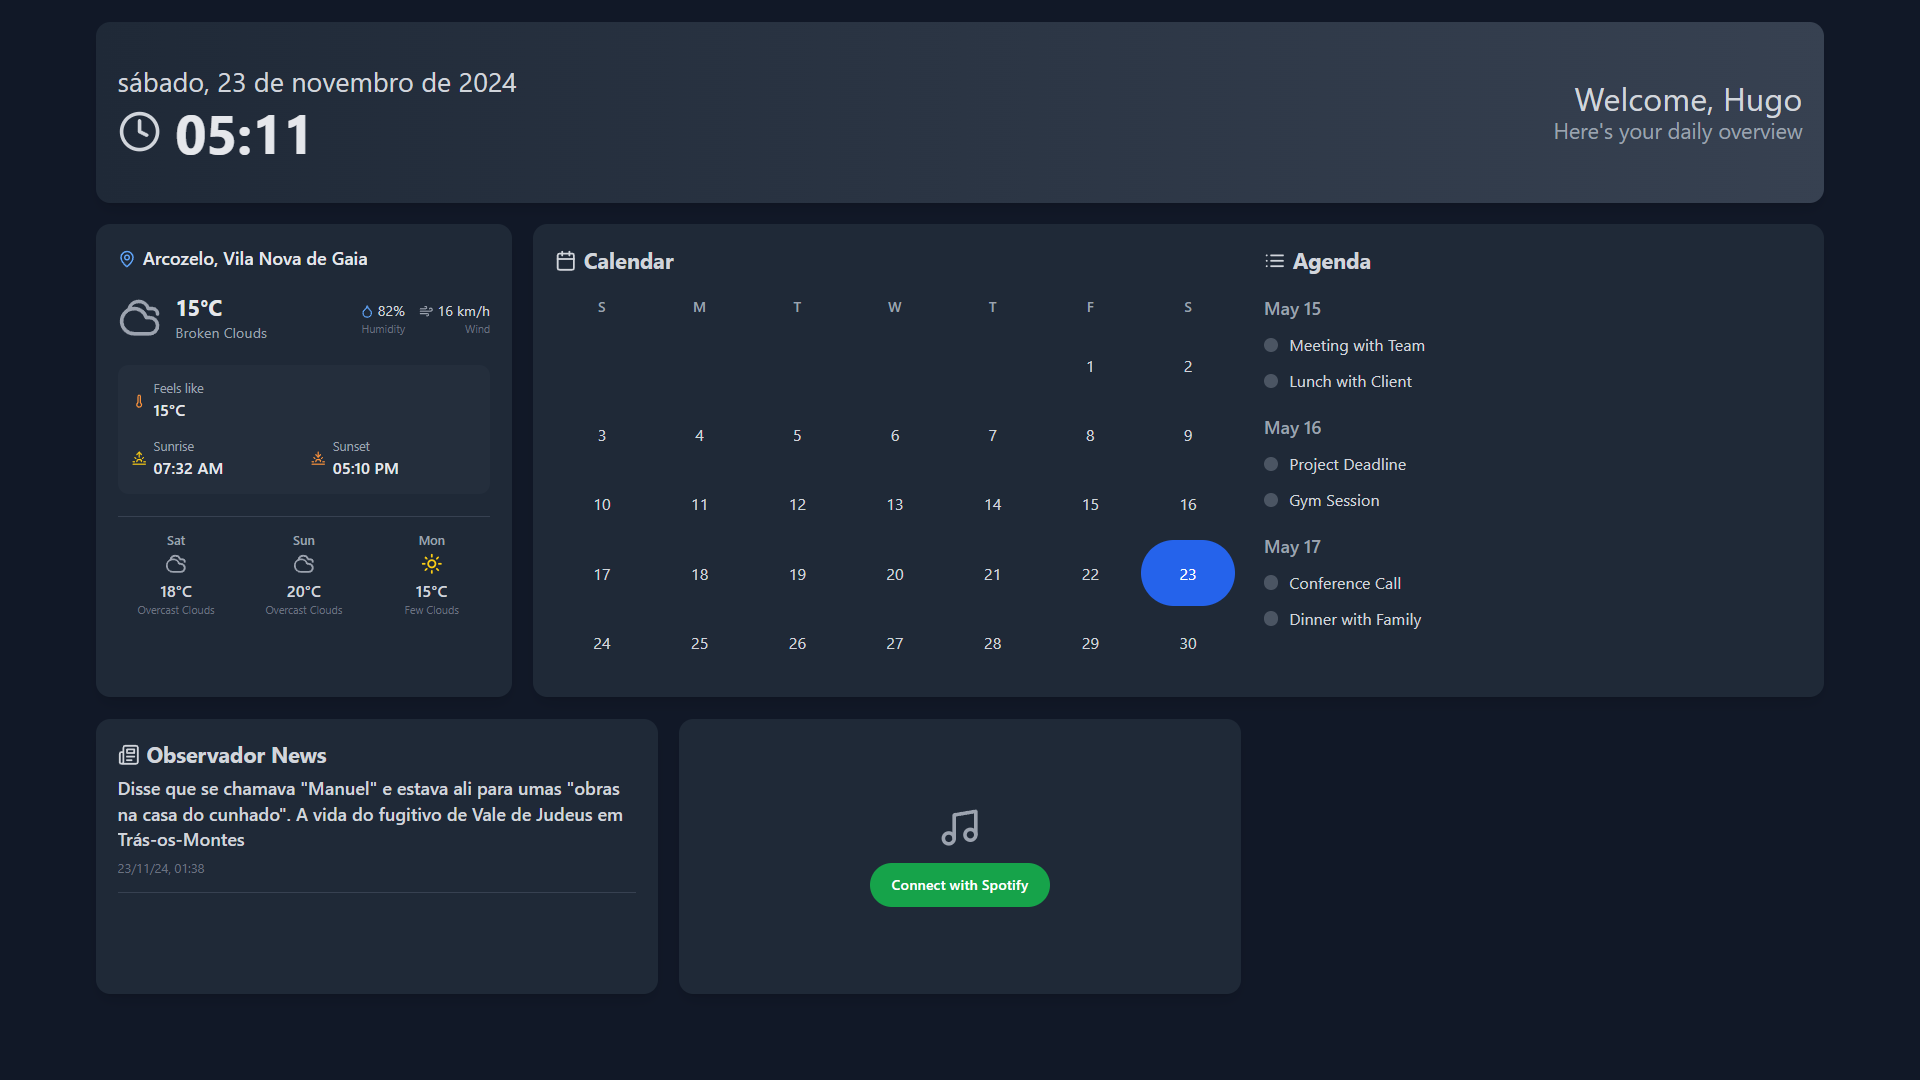 sábado, 23 de novembro de 2024
05:11
Welcome, Hugo
Here's your daily overview
Arcozelo, Vila Nova de Gaia
15°C
Broken Clouds
82%
Humidity
16 km/h
Wind
Feels like
15°C
Sunrise
07:32 AM
Sunset
05:10 PM
Sat
18°C
Overcast Clouds
Sun
20°C
Overcast Clouds
Mon
15°C
Few Clouds
Calendar
S M T W T F S
1 2
3 4 5 6 7 8 9
10 11 12 13 14 15 16
17 18 19 20 21 22 23
24 25 26 27 28 29 30
Agenda
May 15
Meeting with Team
Lunch with Client
May 16
Project Deadline
Gym Session
May 17
Conference Call
Dinner with Family
Observador News
Disse que se chamava "Manuel" e estava ali para umas "obras
na casa do cunhado". A vida do fugitivo de Vale de Judeus em
Trás-os-Montes
23/11/24, 01:38
Connect with Spotify